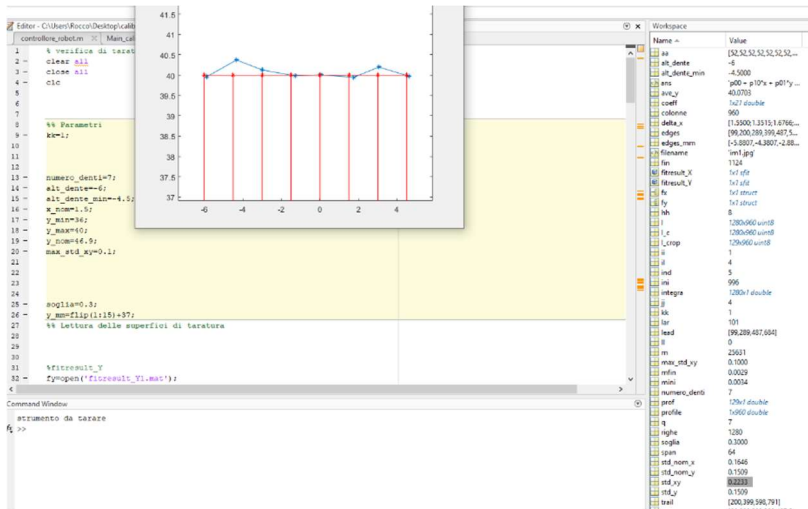 Editor - C:\Users\Rocco\Desktop\calib
controllore_robot.m
Main_cal
1 % verifica di tarat
2 - clear all
3 - close all
4 - clc
5
6
7
8 %% Parametri
9 - kk=1;
10
11
12
13 - numero_denti=7;
14 - alt_dente=-6;
15 - alt_dente_min=-4.5;
16 - x_nom=1.5;
17 - y_min=36;
18 - y_max=40;
19 - y_nom=46.9;
20 - max_std_xy=0.1;
21
22
23
24
25 - soglia=0.3;
26 - y_mm=flip(1:15)+37;
27 %% Lettura delle superfici di taratura
28
29
30
31 %fitresult_Y
32 - fy=open('fitresult_Y1.mat');
41.5
41
40.5
40
39.5
39
38.5
38
37.5
37
-6 -4 -2 0 2 4
Command Window
strumento da tarare
fx >>
Workspace
Name Value
aa [52,52,52,52,52,52,...
alt_dente -6
alt_dente_min -4.5000
ans 'p00 + p10*x + p01*y ...
ave_y 40.0703
coeff 1x21 double
colonne 960
delta_x [1.5500;1.3515;1.6766;...
edges [99,200,289,399,487,5...
edges_mm [-5.8807,-4.3807,-2.88...
filename 'im1.jpg'
fin 1124
fitresult_X 1x1 sfit
fitresult_Y 1x1 sfit
fx 1x1 struct
fy 1x1 struct
hh 8
I 1280x960 uint8
I_c 1280x960 uint8
I_crop 129x960 uint8
ii 1
il 4
ind 5
ini 996
integra 1280x1 double
jj 4
kk 1
lar 101
lead [99,289,487,684]
ll 0
m 25631
max_std_xy 0.1000
mfin 0.0029
mini 0.0034
numero_denti 7
prof 129x1 double
profile 1x960 double
q 7
righe 1280
soglia 0.3000
span 64
std_nom_x 0.1646
std_nom_y 0.1509
std_xy 0.2233
std_y 0.1509
trail [200,399,598,791]